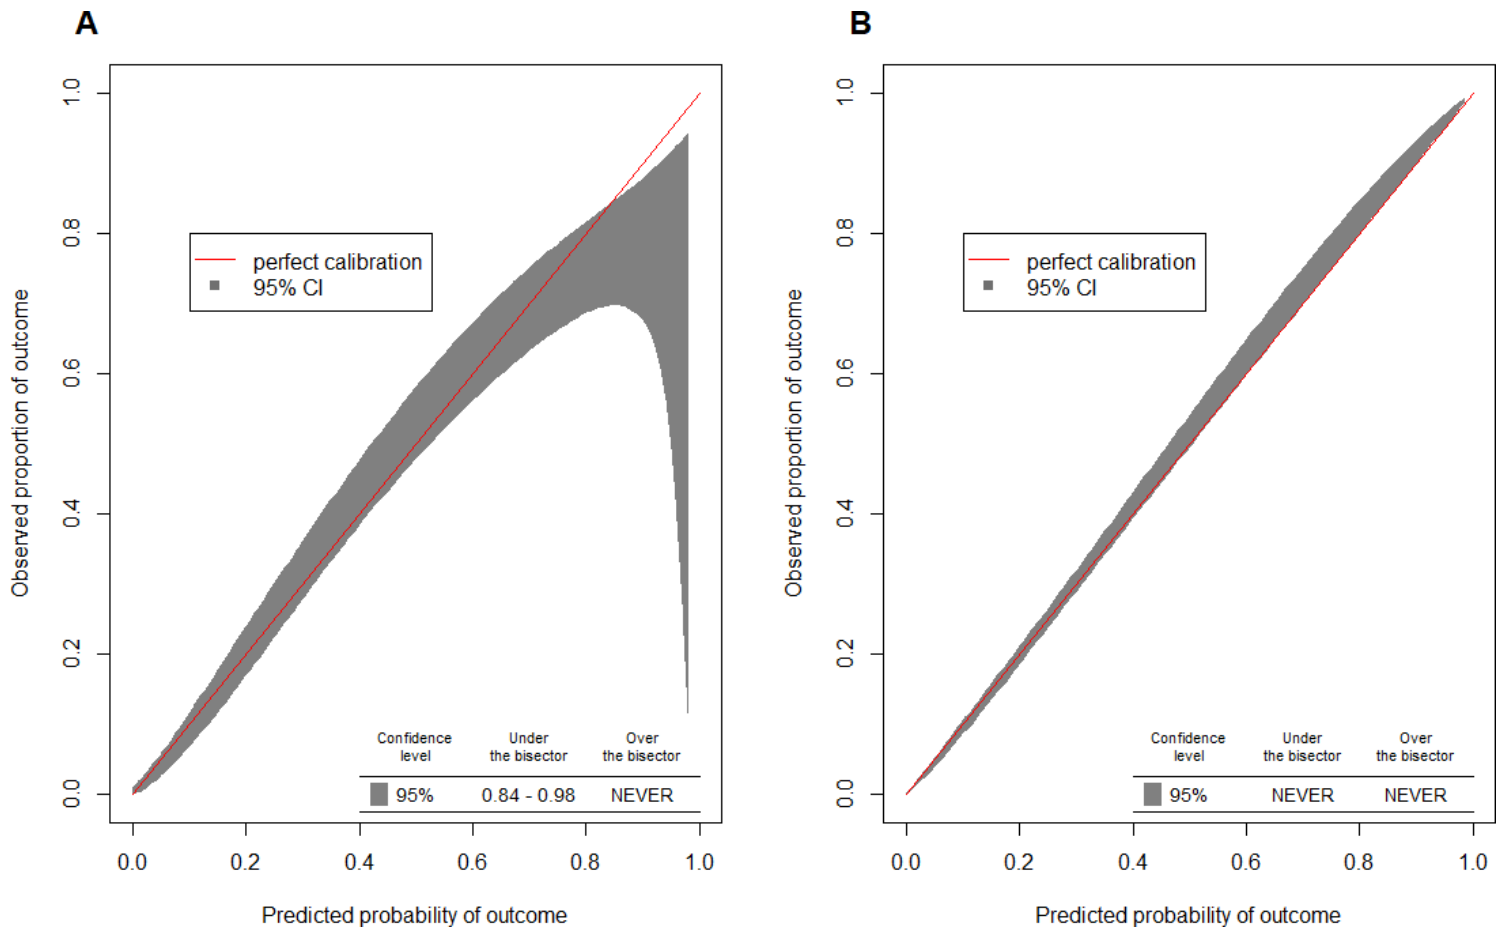 A
Observed proportion of outcome
1.0
0.8
0.6
0.4
0.2
0.0
perfect calibration
95% CI
Confidence level
Under the bisector
Over the bisector
95%
0.84 - 0.98
NEVER
0.0 0.2 0.4 0.6 0.8 1.0
Predicted probability of outcome
B
Observed proportion of outcome
1.0
0.8
0.6
0.4
0.2
0.0
perfect calibration
95% CI
Confidence level
Under the bisector
Over the bisector
95%
NEVER
NEVER
0.0 0.2 0.4 0.6 0.8 1.0
Predicted probability of outcome